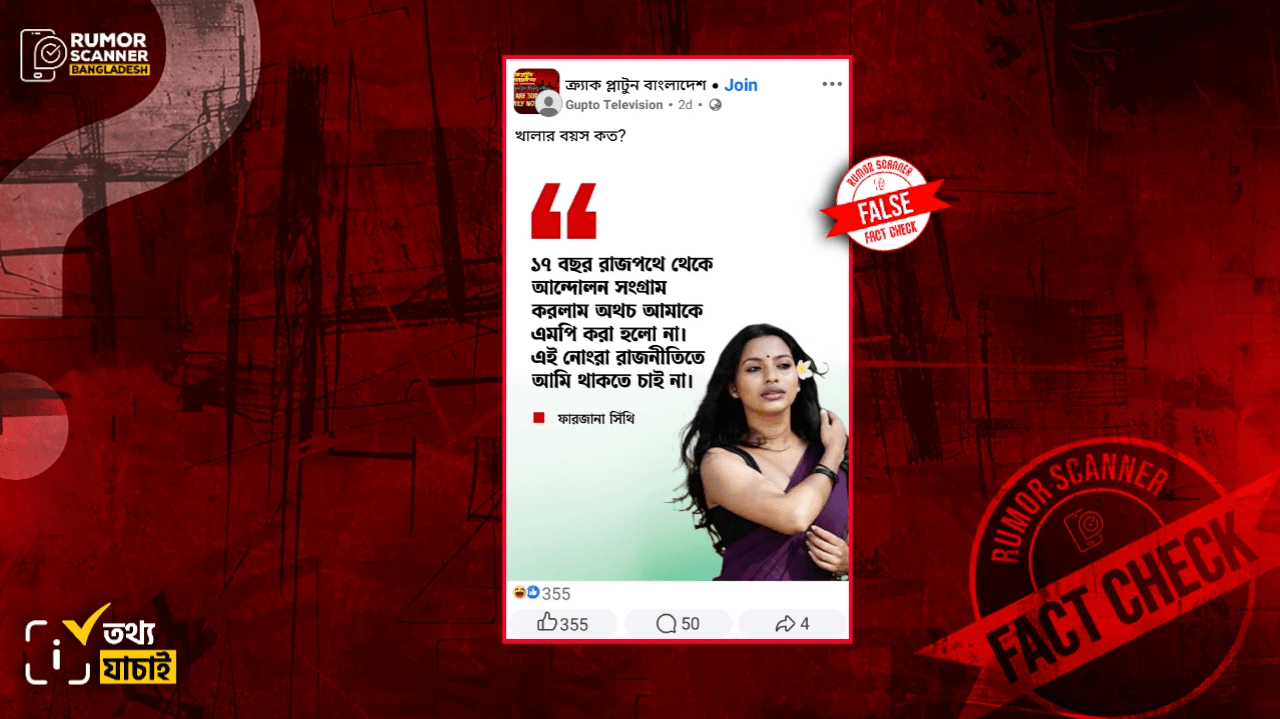 RUMOR
SCANNER
BANGLADESH
ক্র্যাক প্লাটুন বাংলাদেশ • Join
Gupto Television • 2d •
খালার বয়স কত?
১৭ বছর রাজপথে থেকে
আন্দোলন সংগ্রাম
করলাম অথচ আমাকে
এমপি করা হলো না।
এই নোংরা রাজনীতিতে
আমি থাকতে চাই না।
ফারজানা সিঁথি
355
355
50
4
RUMOR SCANNER
FALSE
FACT CHECK
RUMOR SCANNER
FACT CHECK
তথ্য
যাচাই